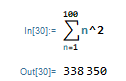 100
In[30]:= ∑ n^2
n=1
Out[30]= 338350